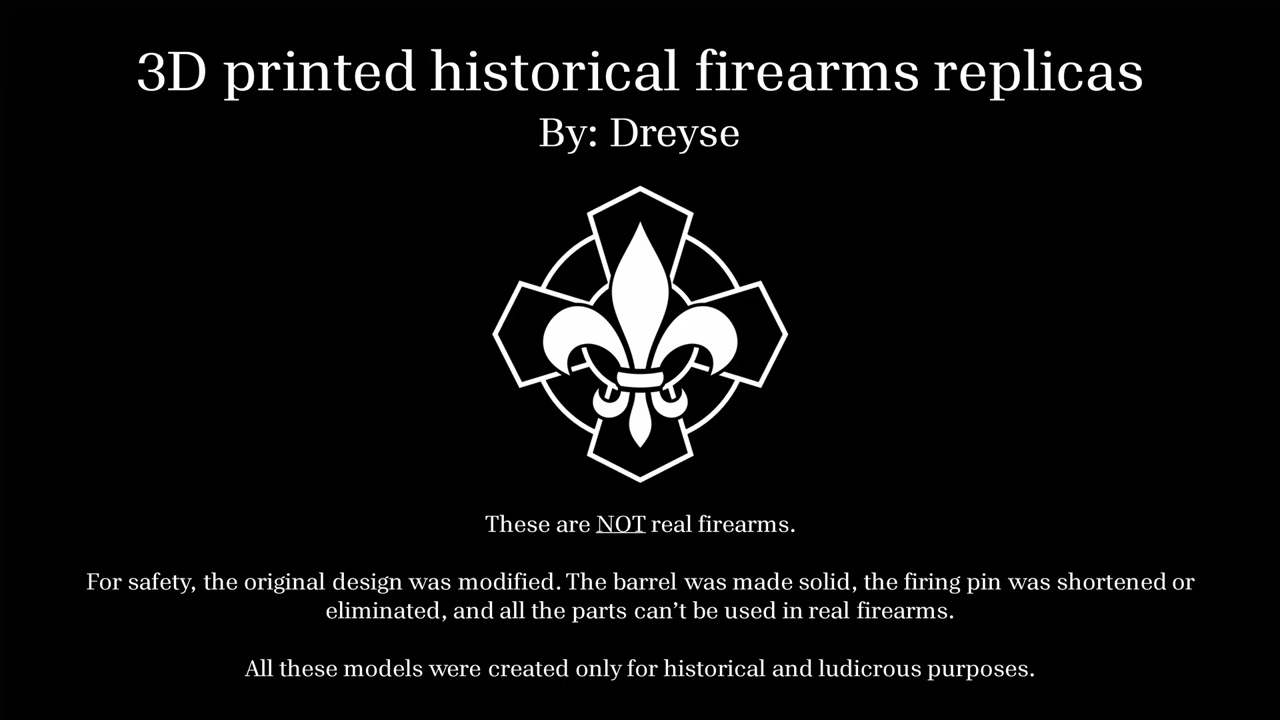 3D printed historical firearms replicas
By: Dreyse
These are NOT real firearms.
For safety, the original design was modified. The barrel was made solid, the firing pin was shortened or
eliminated, and all the parts can’t be used in real firearms.
All these models were created only for historical and ludicrous purposes.